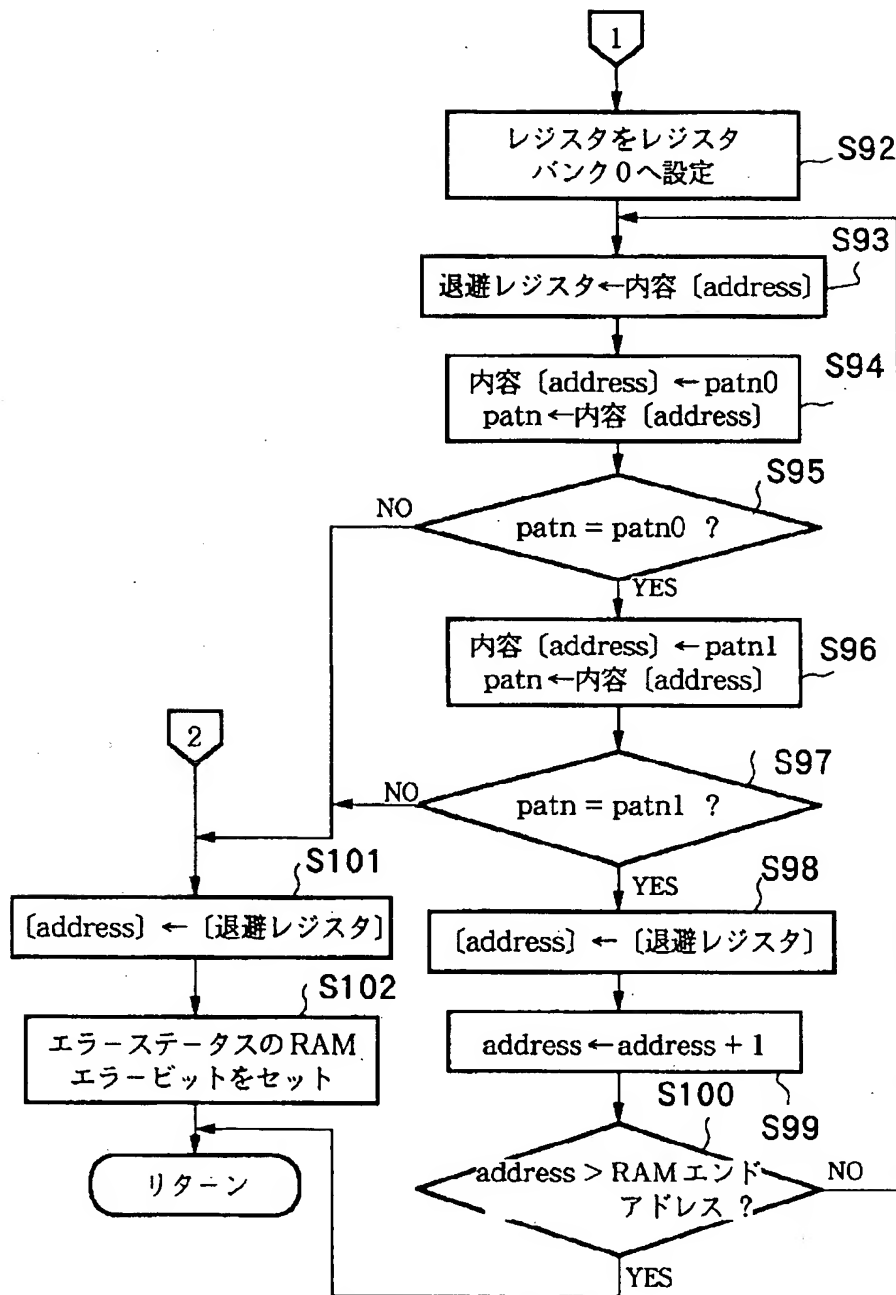 1
レジスタをレジスタ
バンク0へ設定
S92
S93
退避レジスタ←内容〔address〕
S94
内容〔address〕←patn0
patn←内容〔address〕
S95
NO
patn = patn0 ?
YES
内容〔address〕←patn1
patn←内容〔address〕
S96
2
S97
NO
patn = patn1 ?
YES
S101
〔address〕←〔退避レジスタ〕
S98
〔address〕←〔退避レジスタ〕
S102
エラーステータスのRAM
エラービットをセット
address←address + 1
S99
S100
リターン
address > RAMエンド
アドレス ?
NO
YES